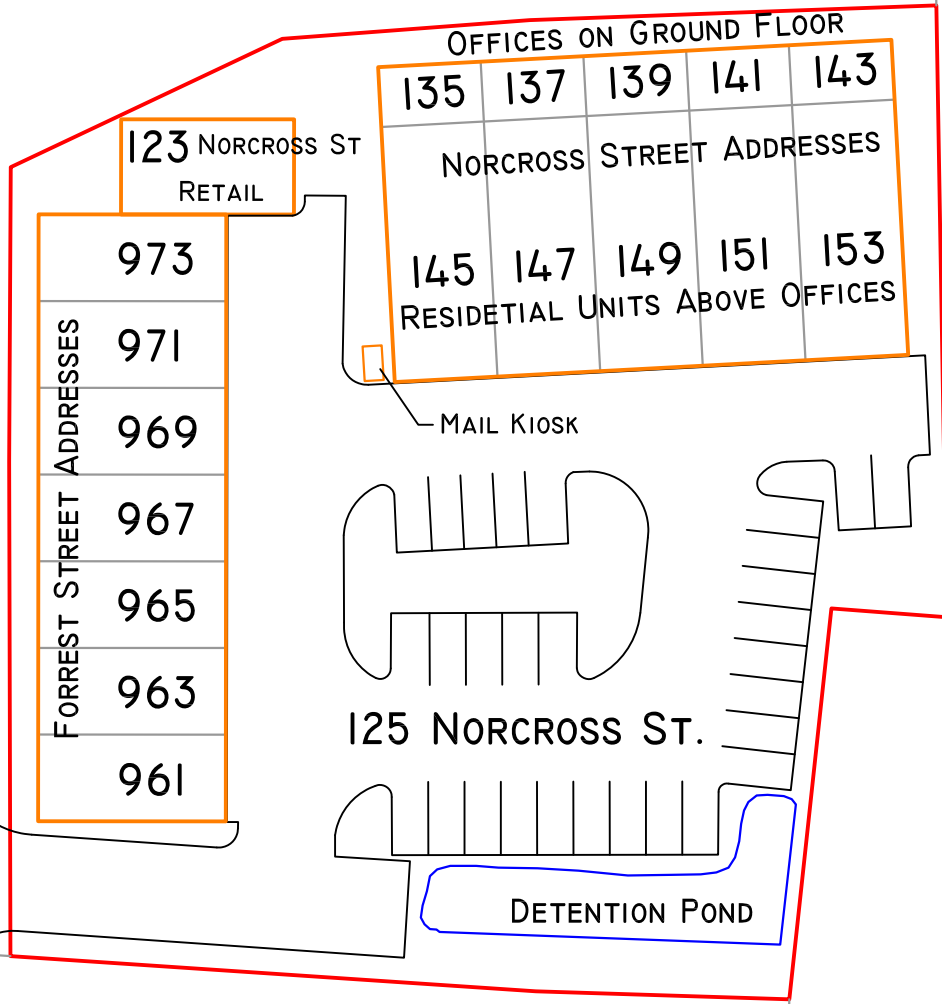 OFFICES ON GROUND FLOOR
135 137 139 141 143
NORCROSS STREET ADDRESSES
145 147 149 151 153
RESIDETIAL UNITS ABOVE OFFICES
123 NORCROSS ST
RETAIL
973
971
969
967
965
963
961
FORREST STREET ADDRESSES
MAIL KIOSK
125 NORCROSS ST.
DETENTION POND